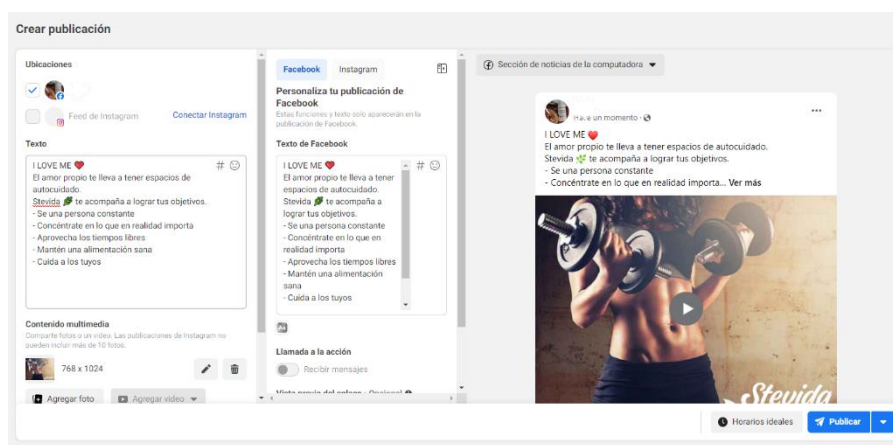 Crear publicación
Ubicaciones
Feed de Instagram
Conectar Instagram
Texto
I LOVE ME ❤️
El amor propio te lleva a tener espacios de
autocuidado.
Stevida 🌿 te acompaña a lograr tus objetivos.
- Se una persona constante
- Concéntrate en lo que en realidad importa
- Aprovecha los tiempos libres
- Mantén una alimentación sana
- Cuida a los tuyos
Contenido multimedia
Comparte fotos o un video. Las publicaciones de Instagram no
pueden incluir más de 10 fotos.
768 x 1024
Agregar foto
Agregar video
Facebook
Instagram
Personaliza tu publicación de
Facebook
Estas funciones y texto solo aparecerán en la
publicación de Facebook.
Texto de Facebook
I LOVE ME ❤️
El amor propio te lleva a tener
espacios de autocuidado.
Stevida 🌿 te acompaña a
lograr tus objetivos.
- Se una persona constante
- Concéntrate en lo que en
realidad importa
- Aprovecha los tiempos libres
- Mantén una alimentación
sana
- Cuida a los tuyos
Llamada a la acción
Recibir mensajes
Vista previa del enlace · Opcional
Sección de noticias de la computadora
Hace un momento ·
I LOVE ME ❤️
El amor propio te lleva a tener espacios de autocuidado.
Stevida 🌿 te acompaña a lograr tus objetivos.
- Se una persona constante
- Concéntrate en lo que en realidad importa... Ver más
Stevida
Horarios ideales
Publicar